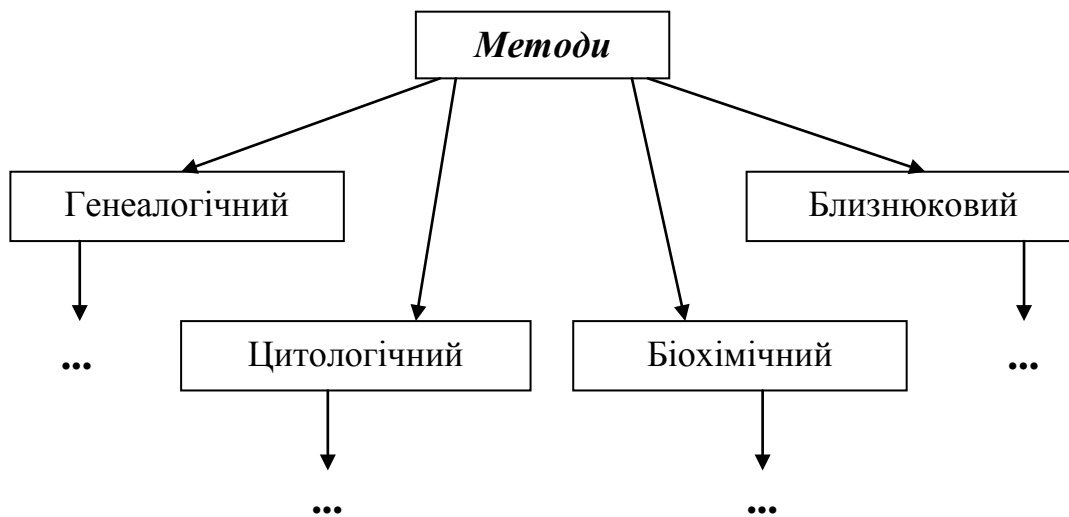 Методи
Генеалогічний
Близнюковий
Цитологічний
Біохімічний
...
...
...
...